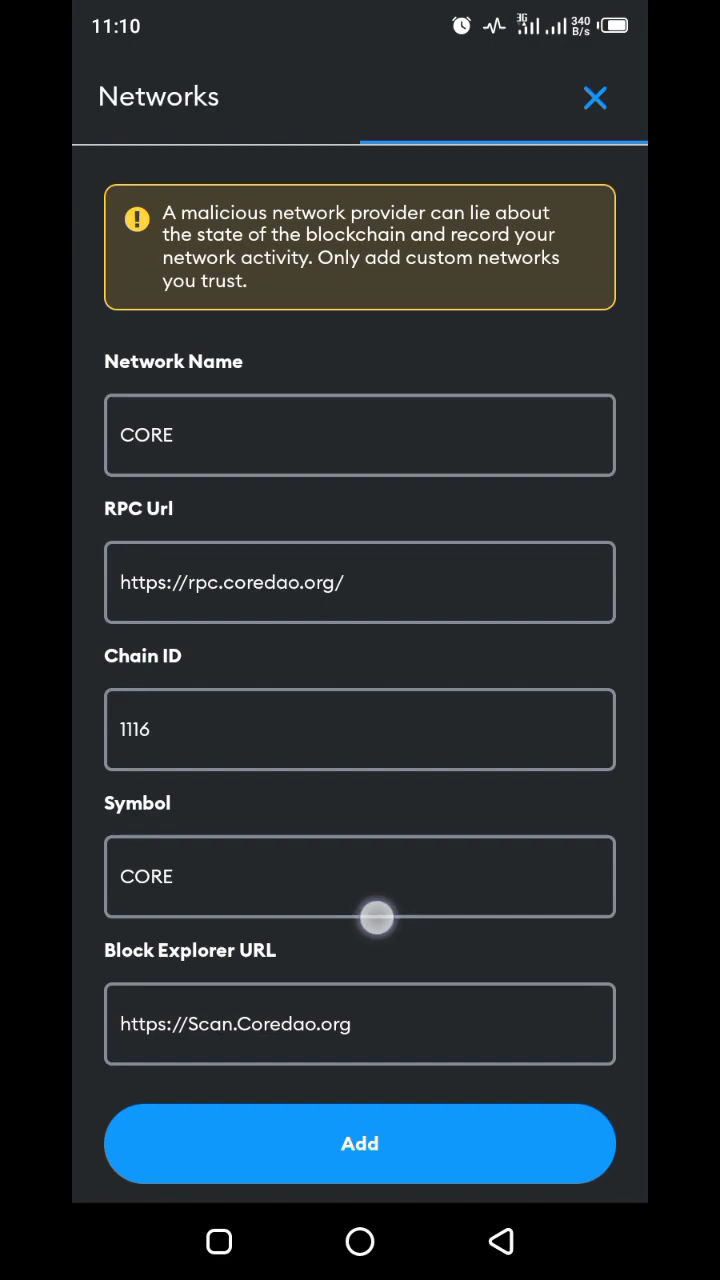 11:10
3G
340
B/s
Networks
A malicious network provider can lie about
the state of the blockchain and record your
network activity. Only add custom networks
you trust.
Network Name
CORE
RPC Url
https://rpc.coredao.org/
Chain ID
1116
Symbol
CORE
Block Explorer URL
https://Scan.Coredao.org
Add